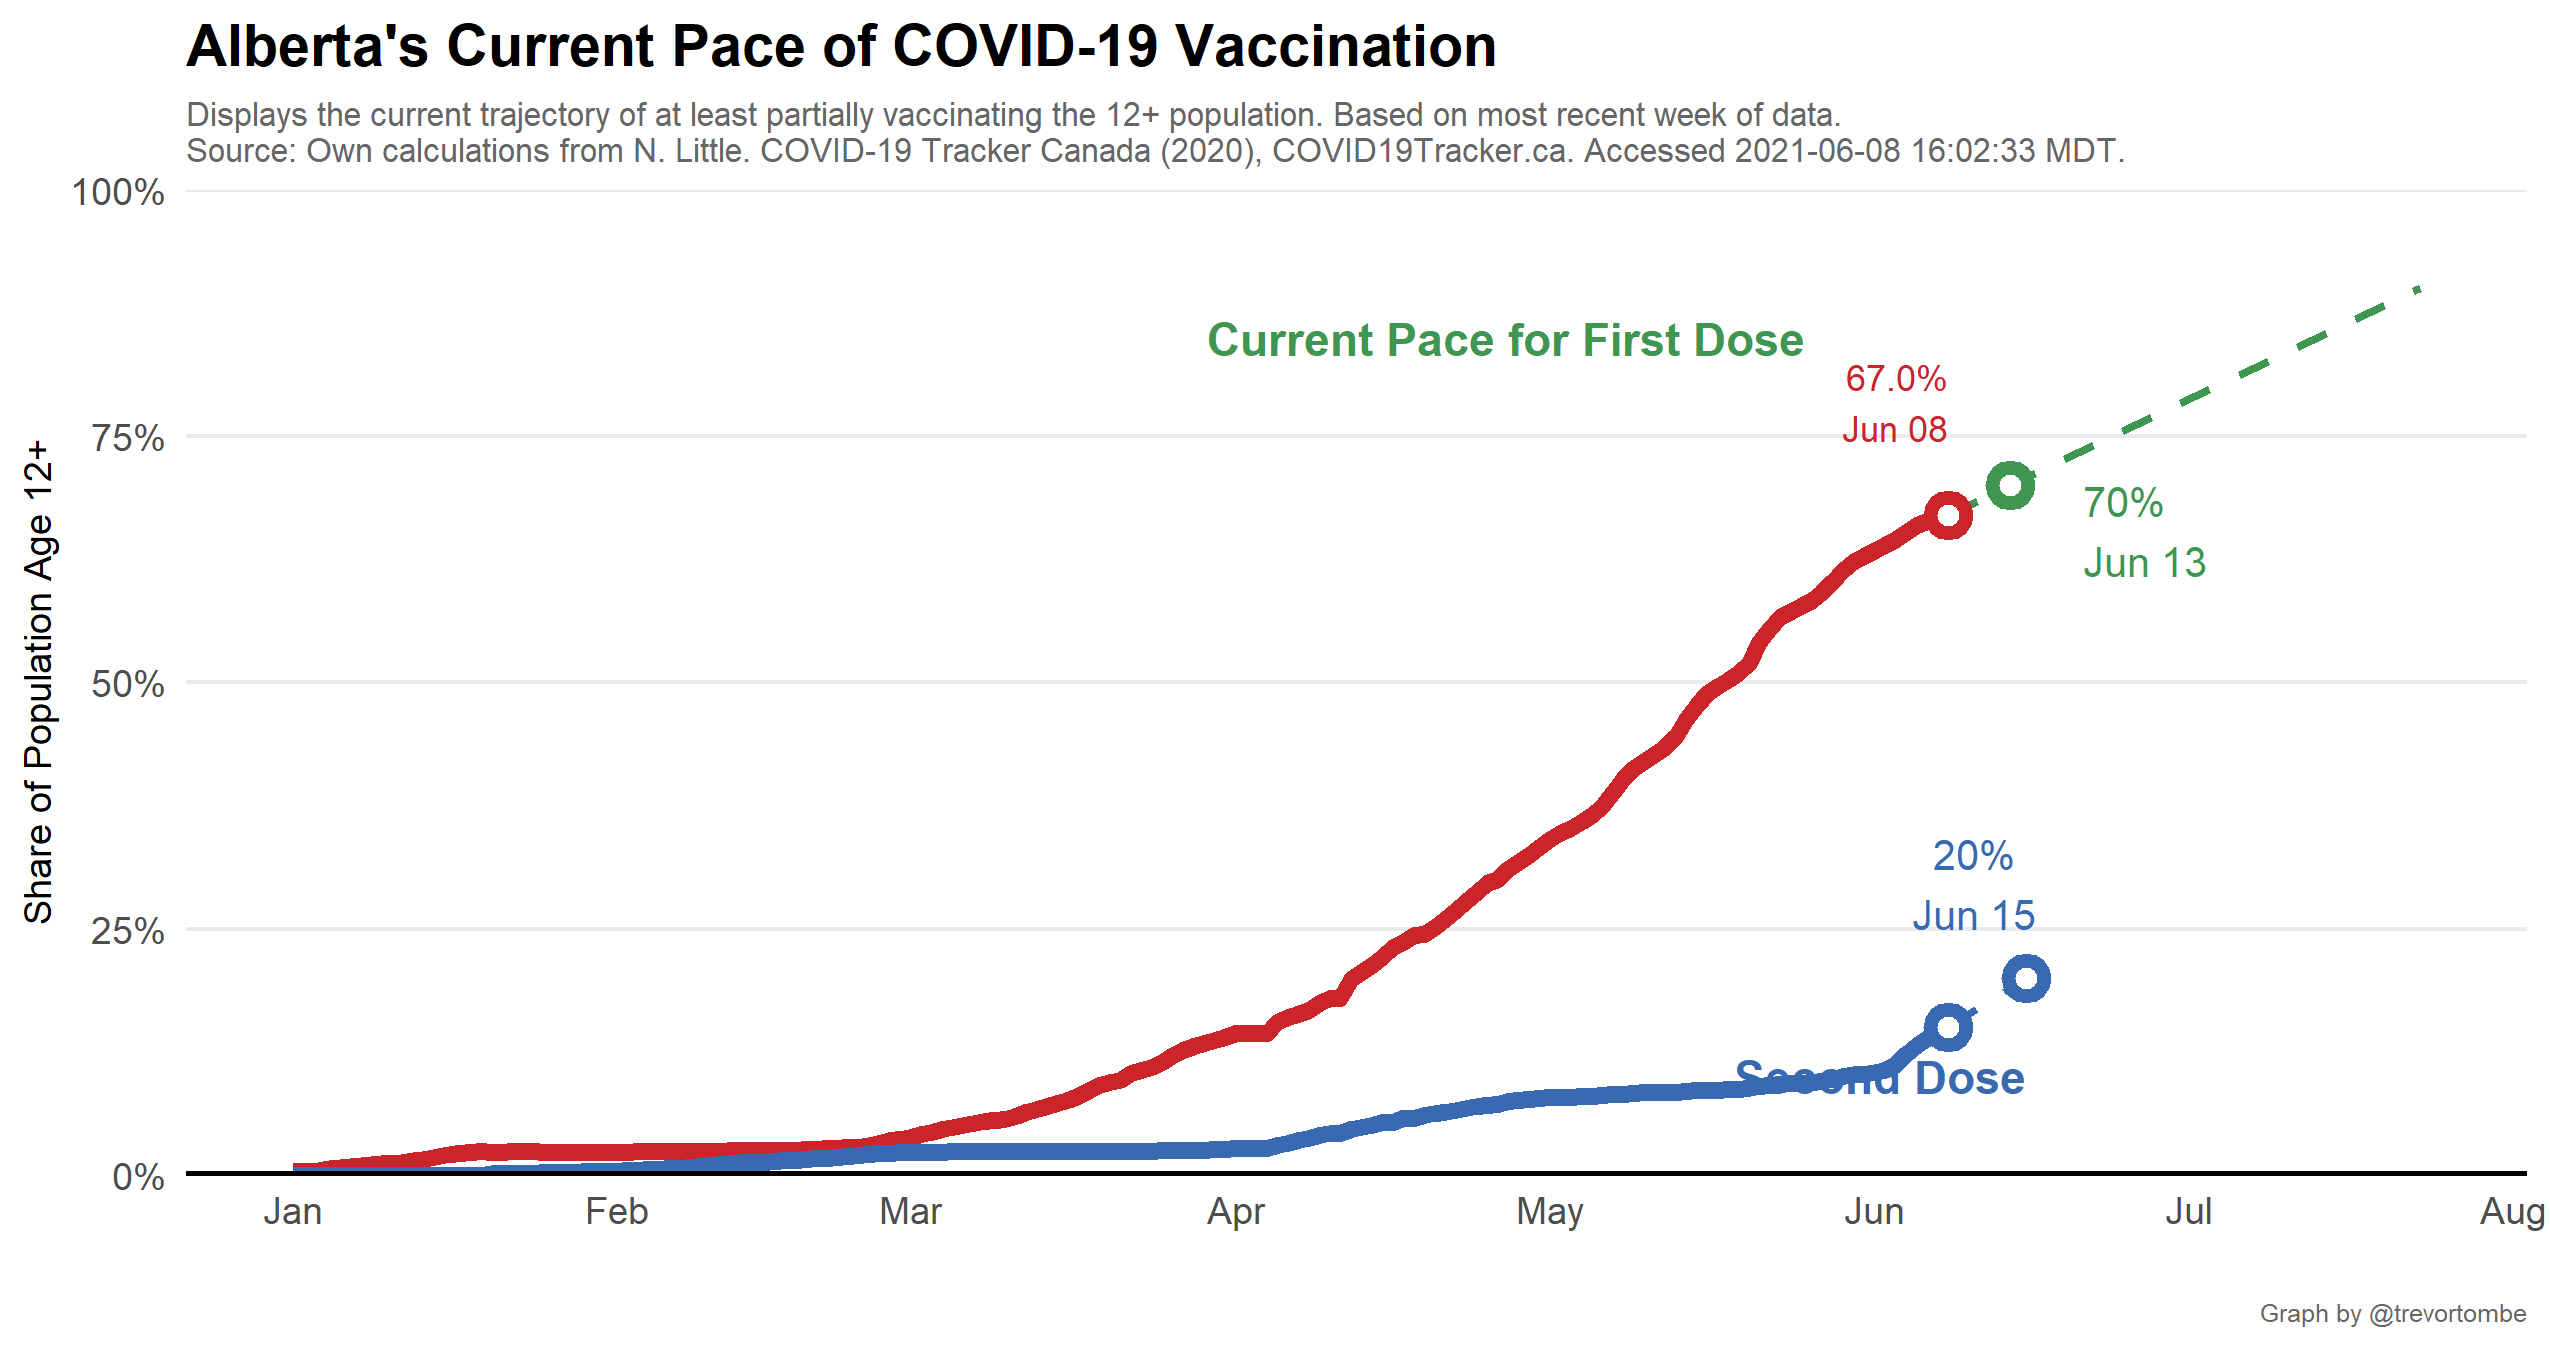 Alberta's Current Pace of COVID-19 Vaccination
Displays the current trajectory of at least partially vaccinating the 12+ population. Based on most recent week of data.
Source: Own calculations from N. Little. COVID-19 Tracker Canada (2020), COVID19Tracker.ca. Accessed 2021-06-08 16:02:33 MDT.
100%
Current Pace for First Dose
67.0%
Jun 08
75%
70%
Jun 13
Share of Population Age 12+
50%
20%
Jun 15
25%
Second Dose
0%
Jan Feb Mar Apr May Jun Jul Aug
Graph by @trevortombe